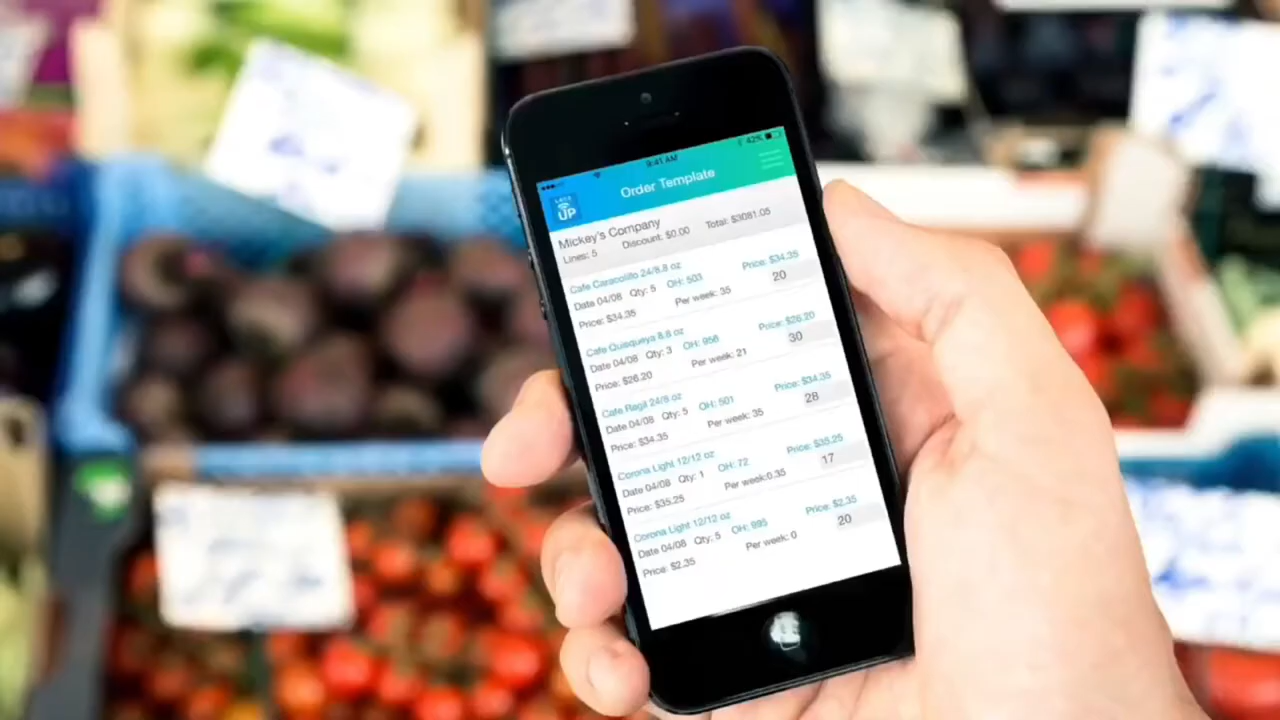 9:41 AM
42%
UP
Order Template
Mickey's Company
Lines: 5 Discount: $0.00 Total: $3081.05
Cafe Caracolillo 24/8.8 oz
Date 04/08 Qty: 5 OH: 503 Price: $34.35
Price: $34.35 Per week: 35 20
Cafe Quisqueya 8.8 oz
Date 04/08 Qty: 3 OH: 956 Price: $26.20
Price: $26.20 Per week: 21 30
Cafe Regil 24/8 oz
Date 04/08 Qty: 5 OH: 501 Price: $34.35
Price: $34.35 Per week: 35 28
Corona Light 12/12 oz
Date 04/08 Qty: 1 OH: 72 Price: $35.25
Price: $35.25 Per week:0.35 17
Corona Light 12/12 oz
Date 04/08 Qty: 5 OH: 995 Price: $2.35
Price: $2.35 Per week: 0 20